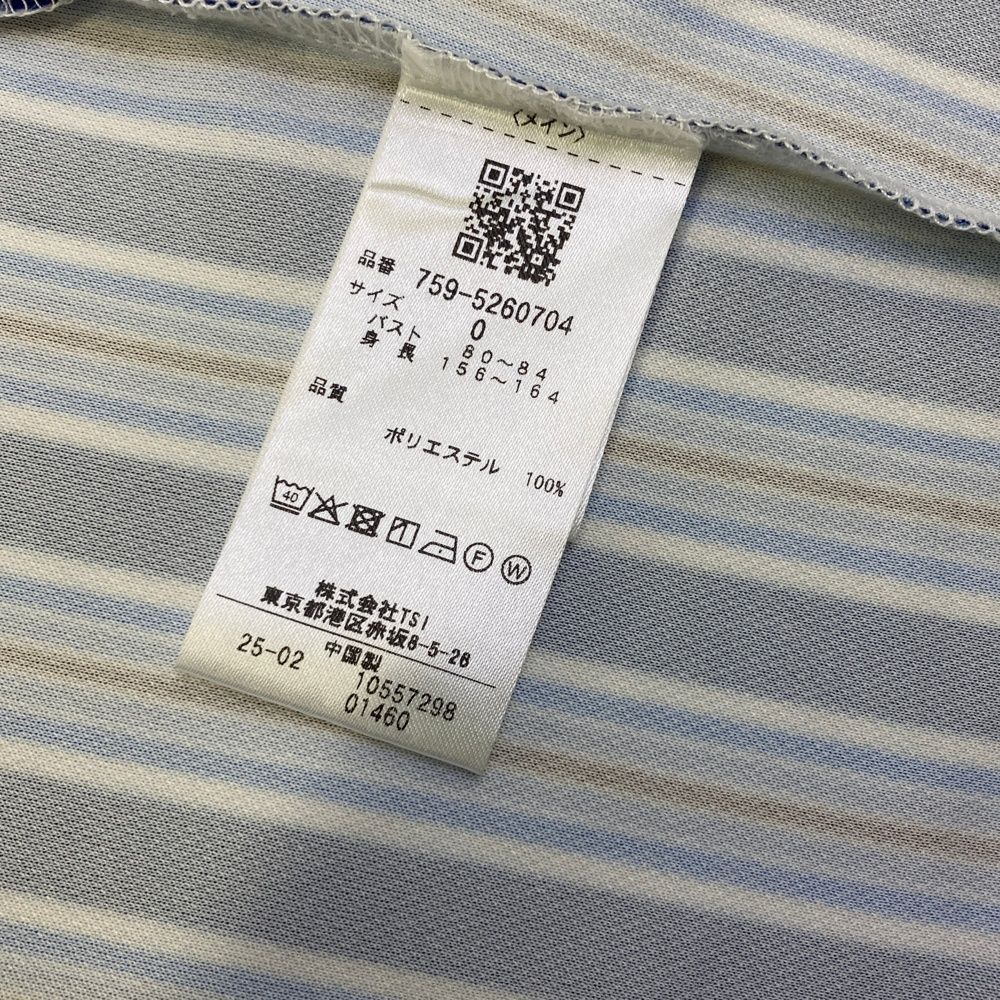 〈メイン〉
品番 759-5260704
サイズ 0
バスト 80～84
身長 156～164
品質
ポリエステル 100%
40 F W
株式会社TSI
東京都港区赤坂8-5-26
25-02 中国製
10557298
01460